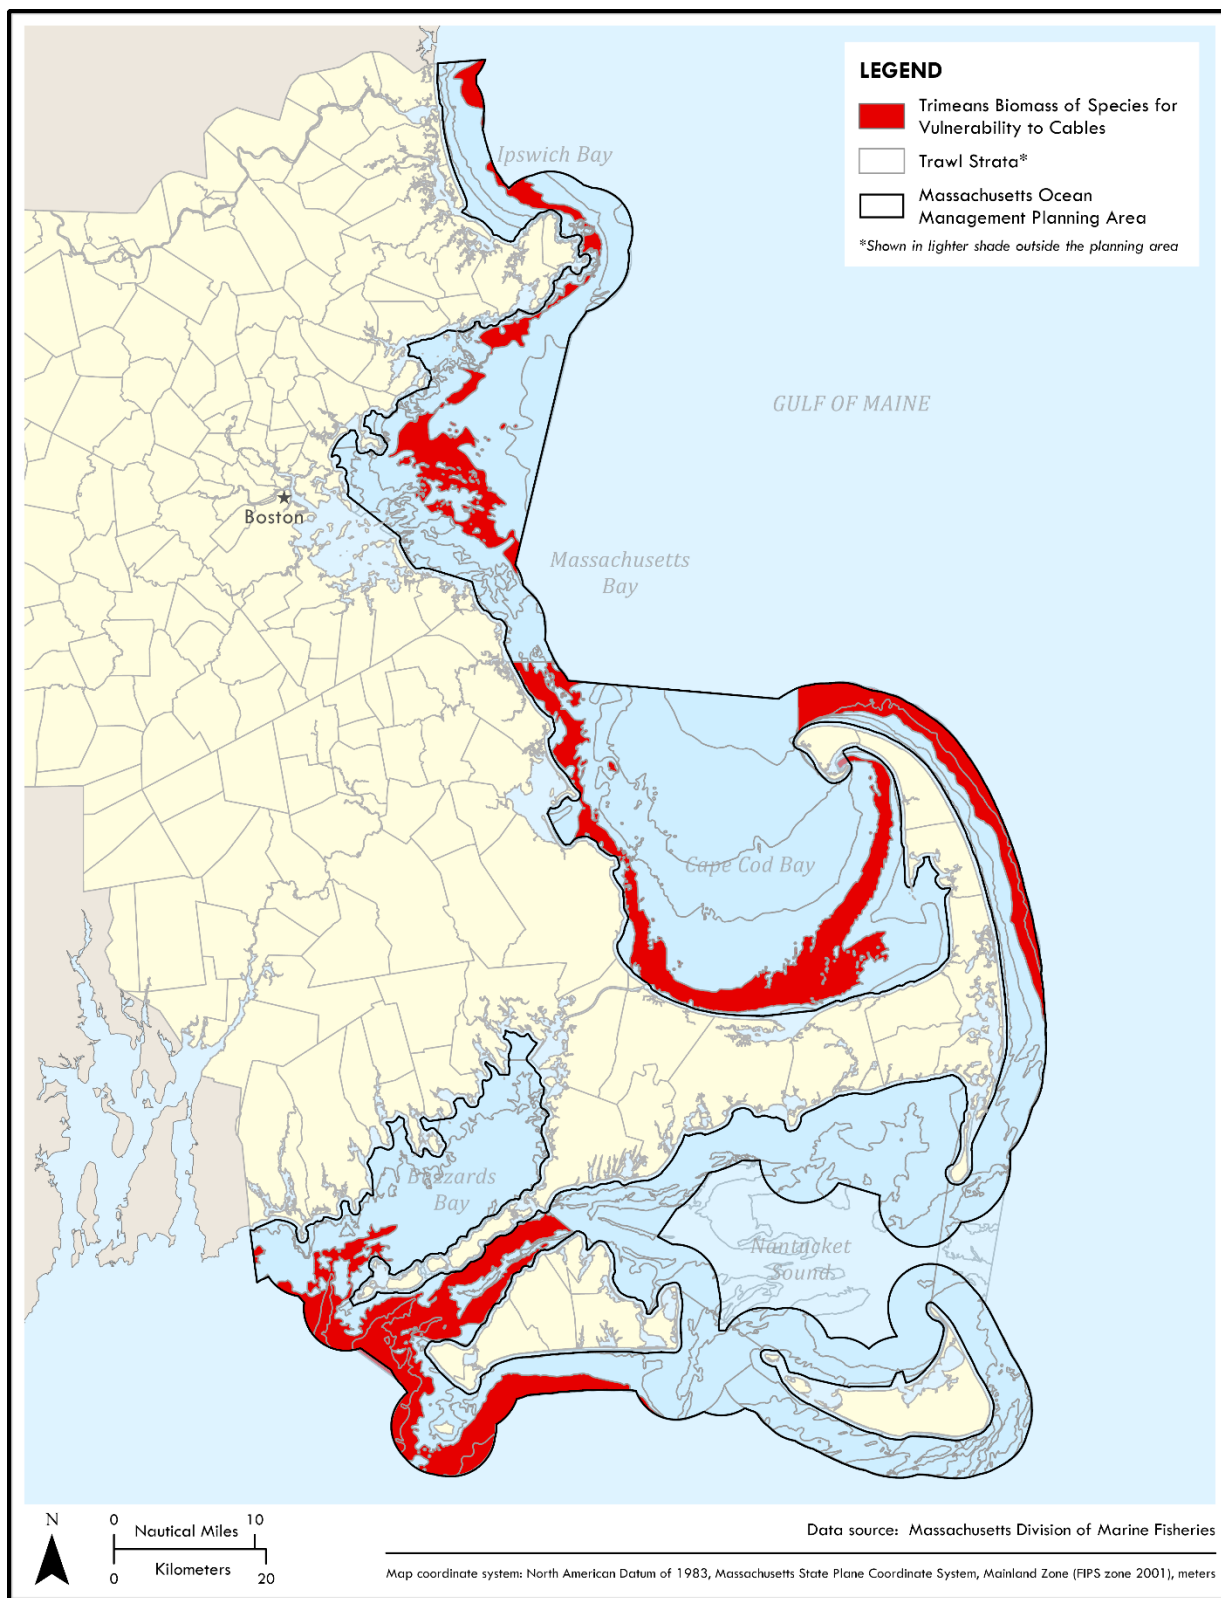 LEGEND
Trimeans Biomass of Species for
Vulnerability to Cables
Trawl Strata*
Massachusetts Ocean
Management Planning Area
*Shown in lighter shade outside the planning area
Ipswich Bay
GULF OF MAINE
Boston
Massachusetts
Bay
Cape Cod Bay
Buzzards
Bay
Nantucket
Sound
N
0 10
Nautical Miles
Kilometers
0 20
Data source: Massachusetts Division of Marine Fisheries
Map coordinate system: North American Datum of 1983, Massachusetts State Plane Coordinate System, Mainland Zone (FIPS zone 2001), meters